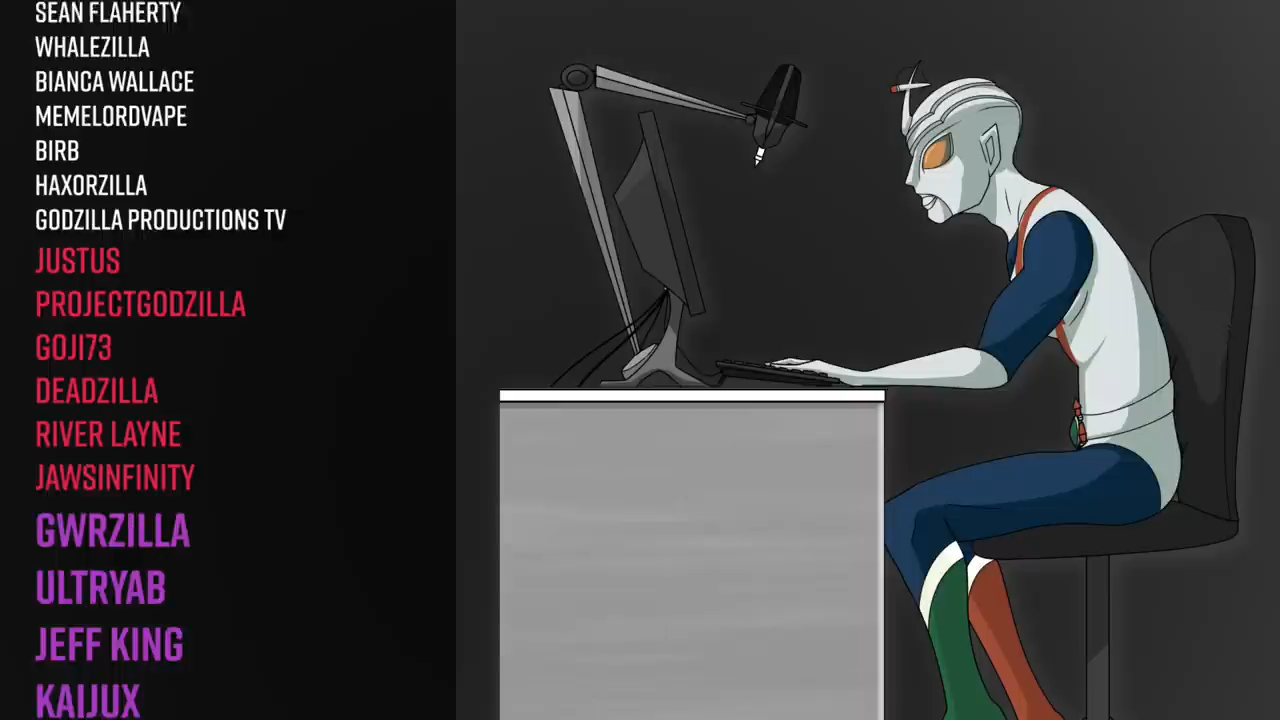 SEAN FLAHERTY
WHALEZILLA
BIANCA WALLACE
MEMELORDVAPE
BIRB
HAXORZILLA
GODZILLA PRODUCTIONS TV
JUSTUS
PROJECTGODZILLA
GOJI73
DEADZILLA
RIVER LAYNE
JAWSINFINITY
GWRZILLA
ULTRYAB
JEFF KING
KAIJUX